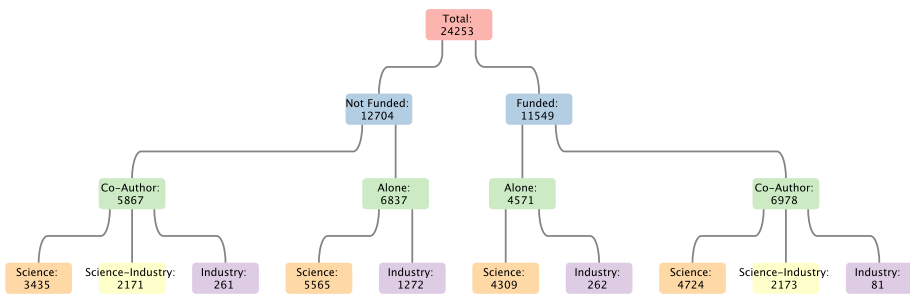 Total:
24253
Not Funded:
12704
Funded:
11549
Co-Author:
5867
Alone:
6837
Alone:
4571
Co-Author:
6978
Science:
3435
Science-Industry:
2171
Industry:
261
Science:
5565
Industry:
1272
Science:
4309
Industry:
262
Science:
4724
Science-Industry:
2173
Industry:
81